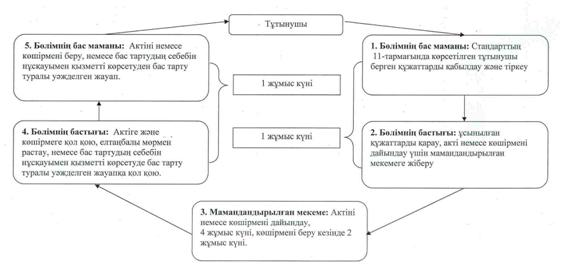 Тұтынушы
1. Бөлімнің бас маманы: Стандарттың
11-тармағында көрсетілген тұтынушы
берген құжаттарды қабылдау және тіркеу
2. Бөлімнің бастығы: ұсынылған
құжаттарды қарау, акті немесе көшірмені
дайындау үшін мамандандырылған
мекемеге жіберу
1 жұмыс күні
3. Мамандандырылған мекеме: Актіні
немесе көшірмені дайындау,
4 жұмыс күні, көшірмені беру кезінде 2
жұмыс күні.
4. Бөлімнің бастығы: Актіге және
көшірмеге қол қою, елтаңбалы мөрмен
растау, немесе бас тартудың себебін
нұсқауымен қызметті көрсетуде бас тарту
туралы уәжделген жауапқа қол қою.
5. Бөлімнің бас маманы: Актіні немесе
көшірмені беру, немесе бас тартудың себебін
нұсқауымен қызметті көрсетуден бас тарту
туралы уәжделген жауап.
1 жұмыс күні